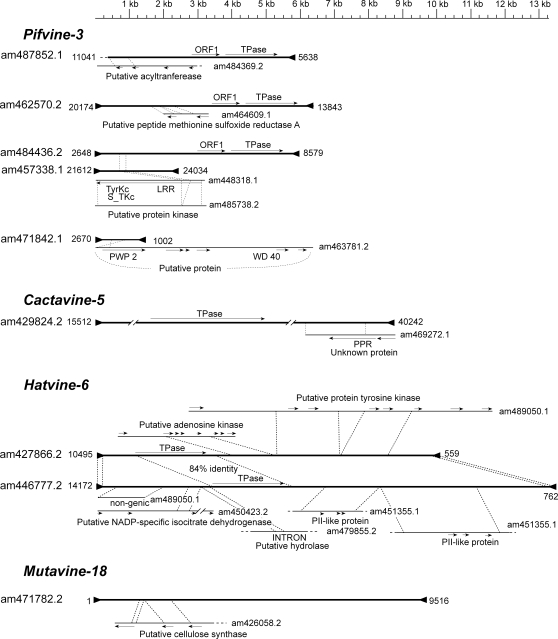 1 kb 2 kb 3 kb 4 kb 5 kb 6 kb 7 kb 8 kb 9 kb 10 kb 11 kb 12 kb 13 kb
Pifvine-3
ORF1 TPase
am487852.1 11041 5638
am484369.2
Putative acyltranferease
ORF1 TPase
am462570.2 20174 13843
am464609.1
Putative peptide methionine sulfoxide reductase A
ORF1 TPase
am484436.2 2648 8579
am457338.1 21612 24034
am448318.1
TyrKc LRR
S_TKc
am485738.2
Putative protein kinase
am471842.1 2670 1002
am463781.2
PWP 2 WD 40
Putative protein
Cactavine-5
TPase
am429824.2 15512 40242
am469272.1
PPR
Unknown protein
Hatvine-6
Putative protein tyrosine kinase
am489050.1
Putative adenosine kinase
TPase
am427866.2 10495 559
84% identity
TPase
am446777.2 14172 762
non-genic am489050.1
am450423.2 am451355.1
Putative NADP-specific isocitrate dehydrogenase PII-like protein am451355.1
am479855.2
INTRON PII-like protein
Putative hydrolase
Mutavine-18
am471782.2 1 9516
am426058.2
Putative cellulose synthase